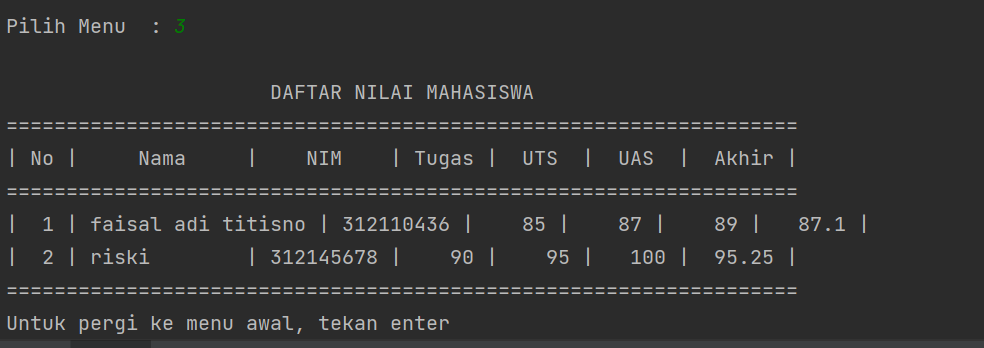 Pilih Menu  : 3
DAFTAR NILAI MAHASISWA
==================================================================
| No |     Nama     |    NIM    | Tugas |  UTS  |  UAS  |  Akhir |
==================================================================
|  1 | faisal adi titisno | 312110436 |    85 |    87 |    89 |   87.1 |
|  2 | riski        | 312145678 |    90 |    95 |   100 |  95.25 |
==================================================================
Untuk pergi ke menu awal, tekan enter